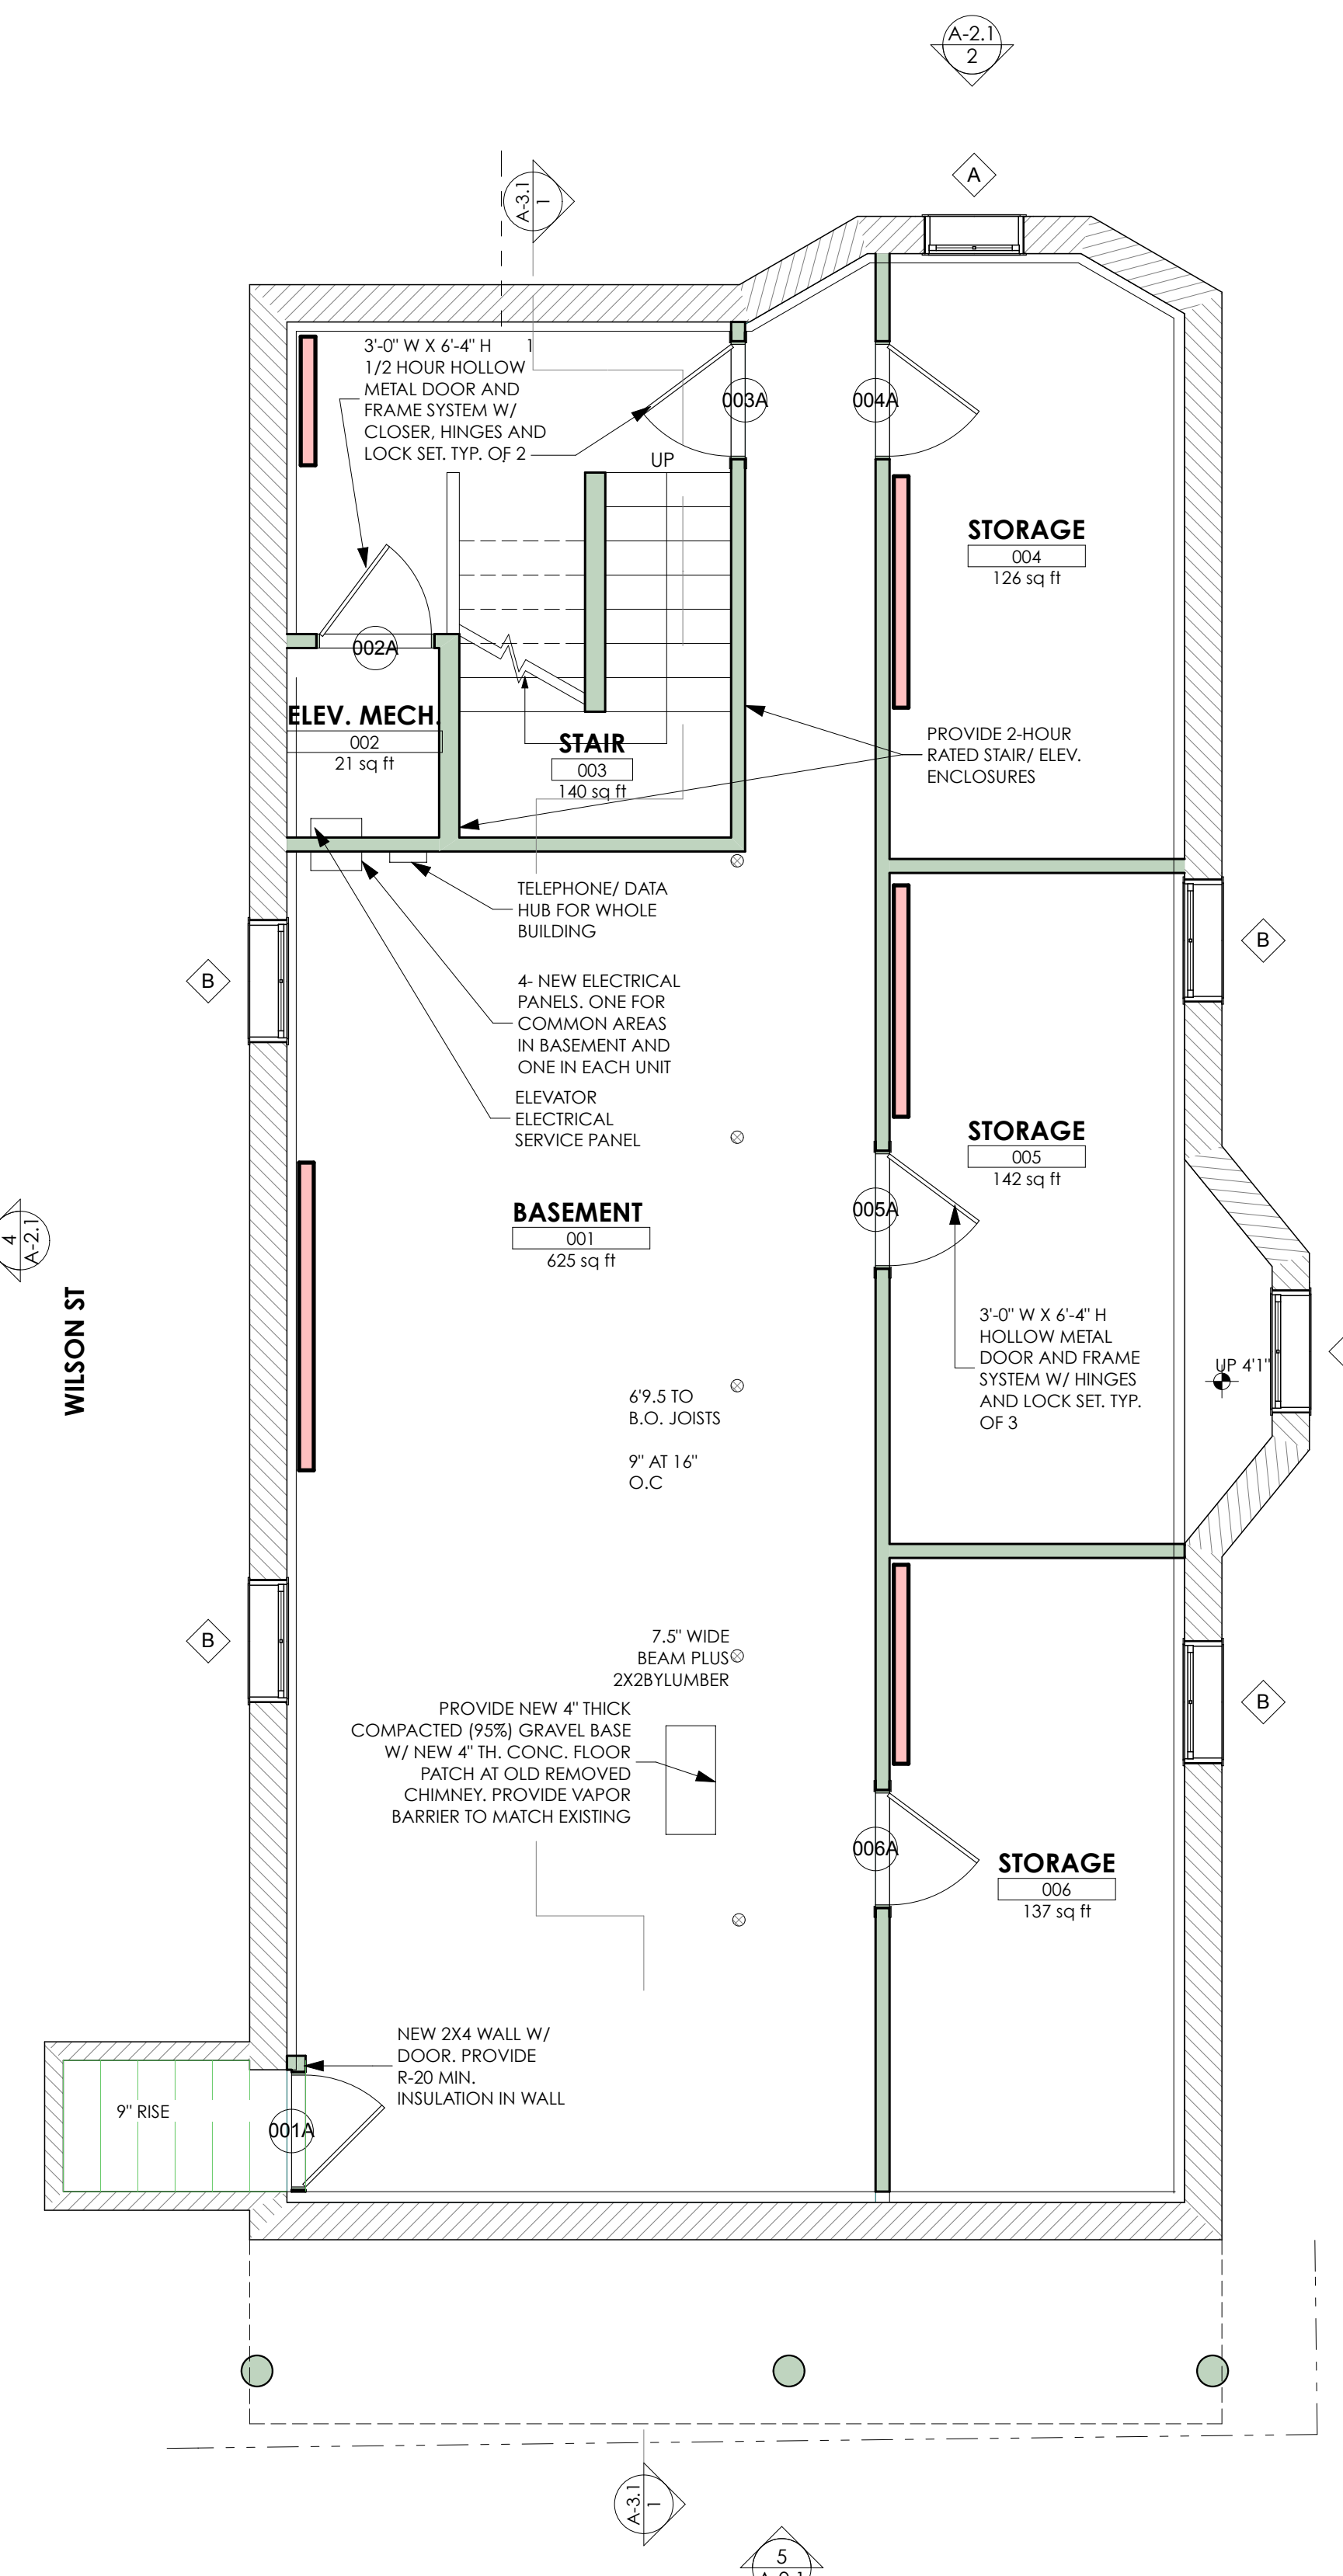 A-2.1
2
A
A-3.1
1
3'-0" W X 6'-4" H 1
1/2 HOUR HOLLOW
METAL DOOR AND
FRAME SYSTEM W/
CLOSER, HINGES AND
LOCK SET. TYP. OF 2
003A
004A
UP
STORAGE
004
126 sq ft
002A
ELEV. MECH.
002
21 sq ft
STAIR
003
140 sq ft
PROVIDE 2-HOUR
RATED STAIR/ ELEV.
ENCLOSURES
TELEPHONE/ DATA
HUB FOR WHOLE
BUILDING
B
B
4- NEW ELECTRICAL
PANELS. ONE FOR
COMMON AREAS
IN BASEMENT AND
ONE IN EACH UNIT
ELEVATOR
ELECTRICAL
SERVICE PANEL
STORAGE
005
142 sq ft
BASEMENT
001
625 sq ft
005A
4
A-2.1
WILSON ST
3'-0" W X 6'-4" H
HOLLOW METAL
DOOR AND FRAME
SYSTEM W/ HINGES
AND LOCK SET. TYP.
OF 3
UP 4'1"
6'9.5 TO
B.O. JOISTS
9" AT 16"
O.C
B
B
7.5" WIDE
BEAM PLUS
2X2BYLUMBER
PROVIDE NEW 4" THICK
COMPACTED (95%) GRAVEL BASE
W/ NEW 4" TH. CONC. FLOOR
PATCH AT OLD REMOVED
CHIMNEY. PROVIDE VAPOR
BARRIER TO MATCH EXISTING
006A
STORAGE
006
137 sq ft
NEW 2X4 WALL W/
DOOR. PROVIDE
R-20 MIN.
INSULATION IN WALL
9" RISE
001A
A-3.1
1
5